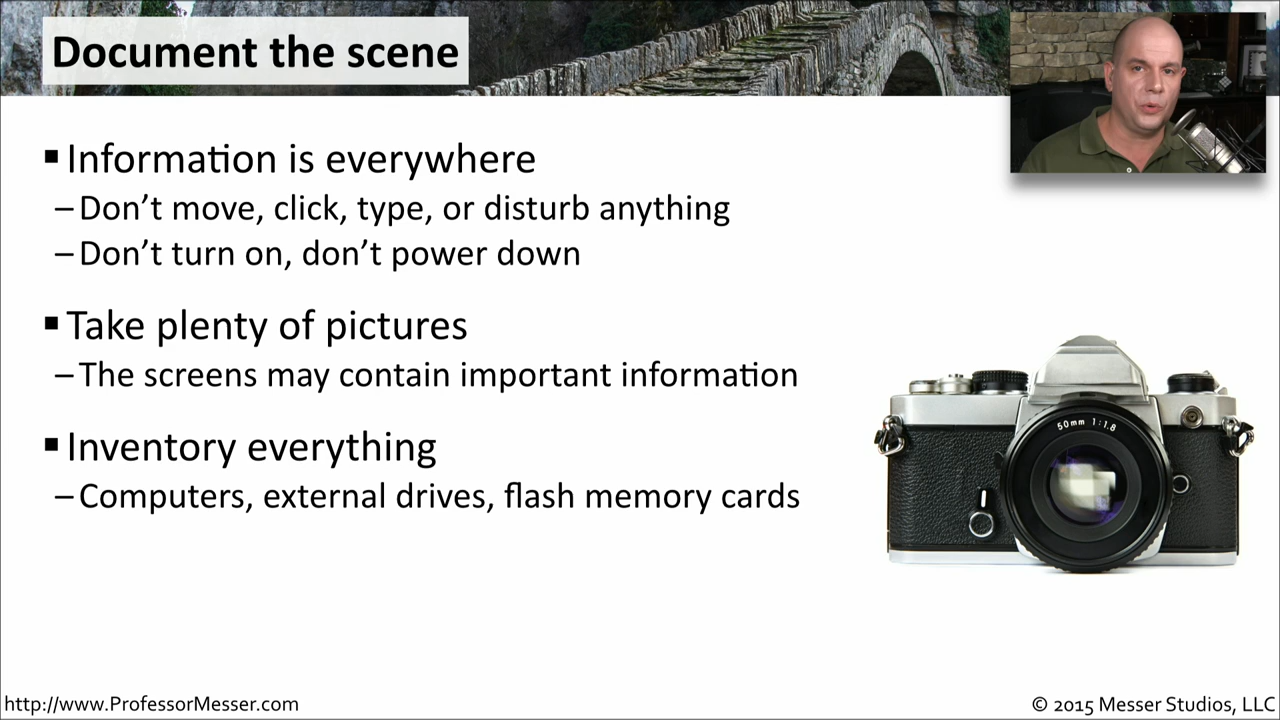 Document the scene
▪ Information is everywhere
– Don’t move, click, type, or disturb anything
– Don’t turn on, don’t power down
▪ Take plenty of pictures
– The screens may contain important information
▪ Inventory everything
– Computers, external drives, flash memory cards
50mm 1:1.8
http://www.ProfessorMesser.com
© 2015 Messer Studios, LLC